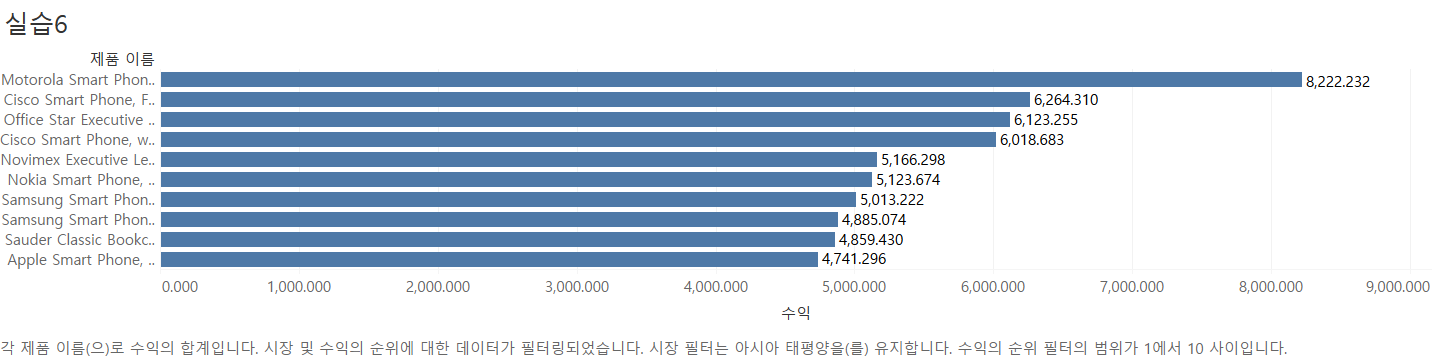 실습6
제품 이름
Motorola Smart Phon.. 8,222.232
Cisco Smart Phone, F.. 6,264.310
Office Star Executive .. 6,123.255
Cisco Smart Phone, w.. 6,018.683
Novimex Executive Le.. 5,166.298
Nokia Smart Phone, .. 5,123.674
Samsung Smart Phon.. 5,013.222
Samsung Smart Phon.. 4,885.074
Sauder Classic Bookc.. 4,859.430
Apple Smart Phone, .. 4,741.296
0.000 1,000.000 2,000.000 3,000.000 4,000.000 5,000.000 6,000.000 7,000.000 8,000.000 9,000.000
수익
각 제품 이름(으)로 수익의 합계입니다. 시장 및 수익의 순위에 대한 데이터가 필터링되었습니다. 시장 필터는 아시아 태평양을(를) 유지합니다. 수익의 순위 필터의 범위가 1에서 10 사이입니다.